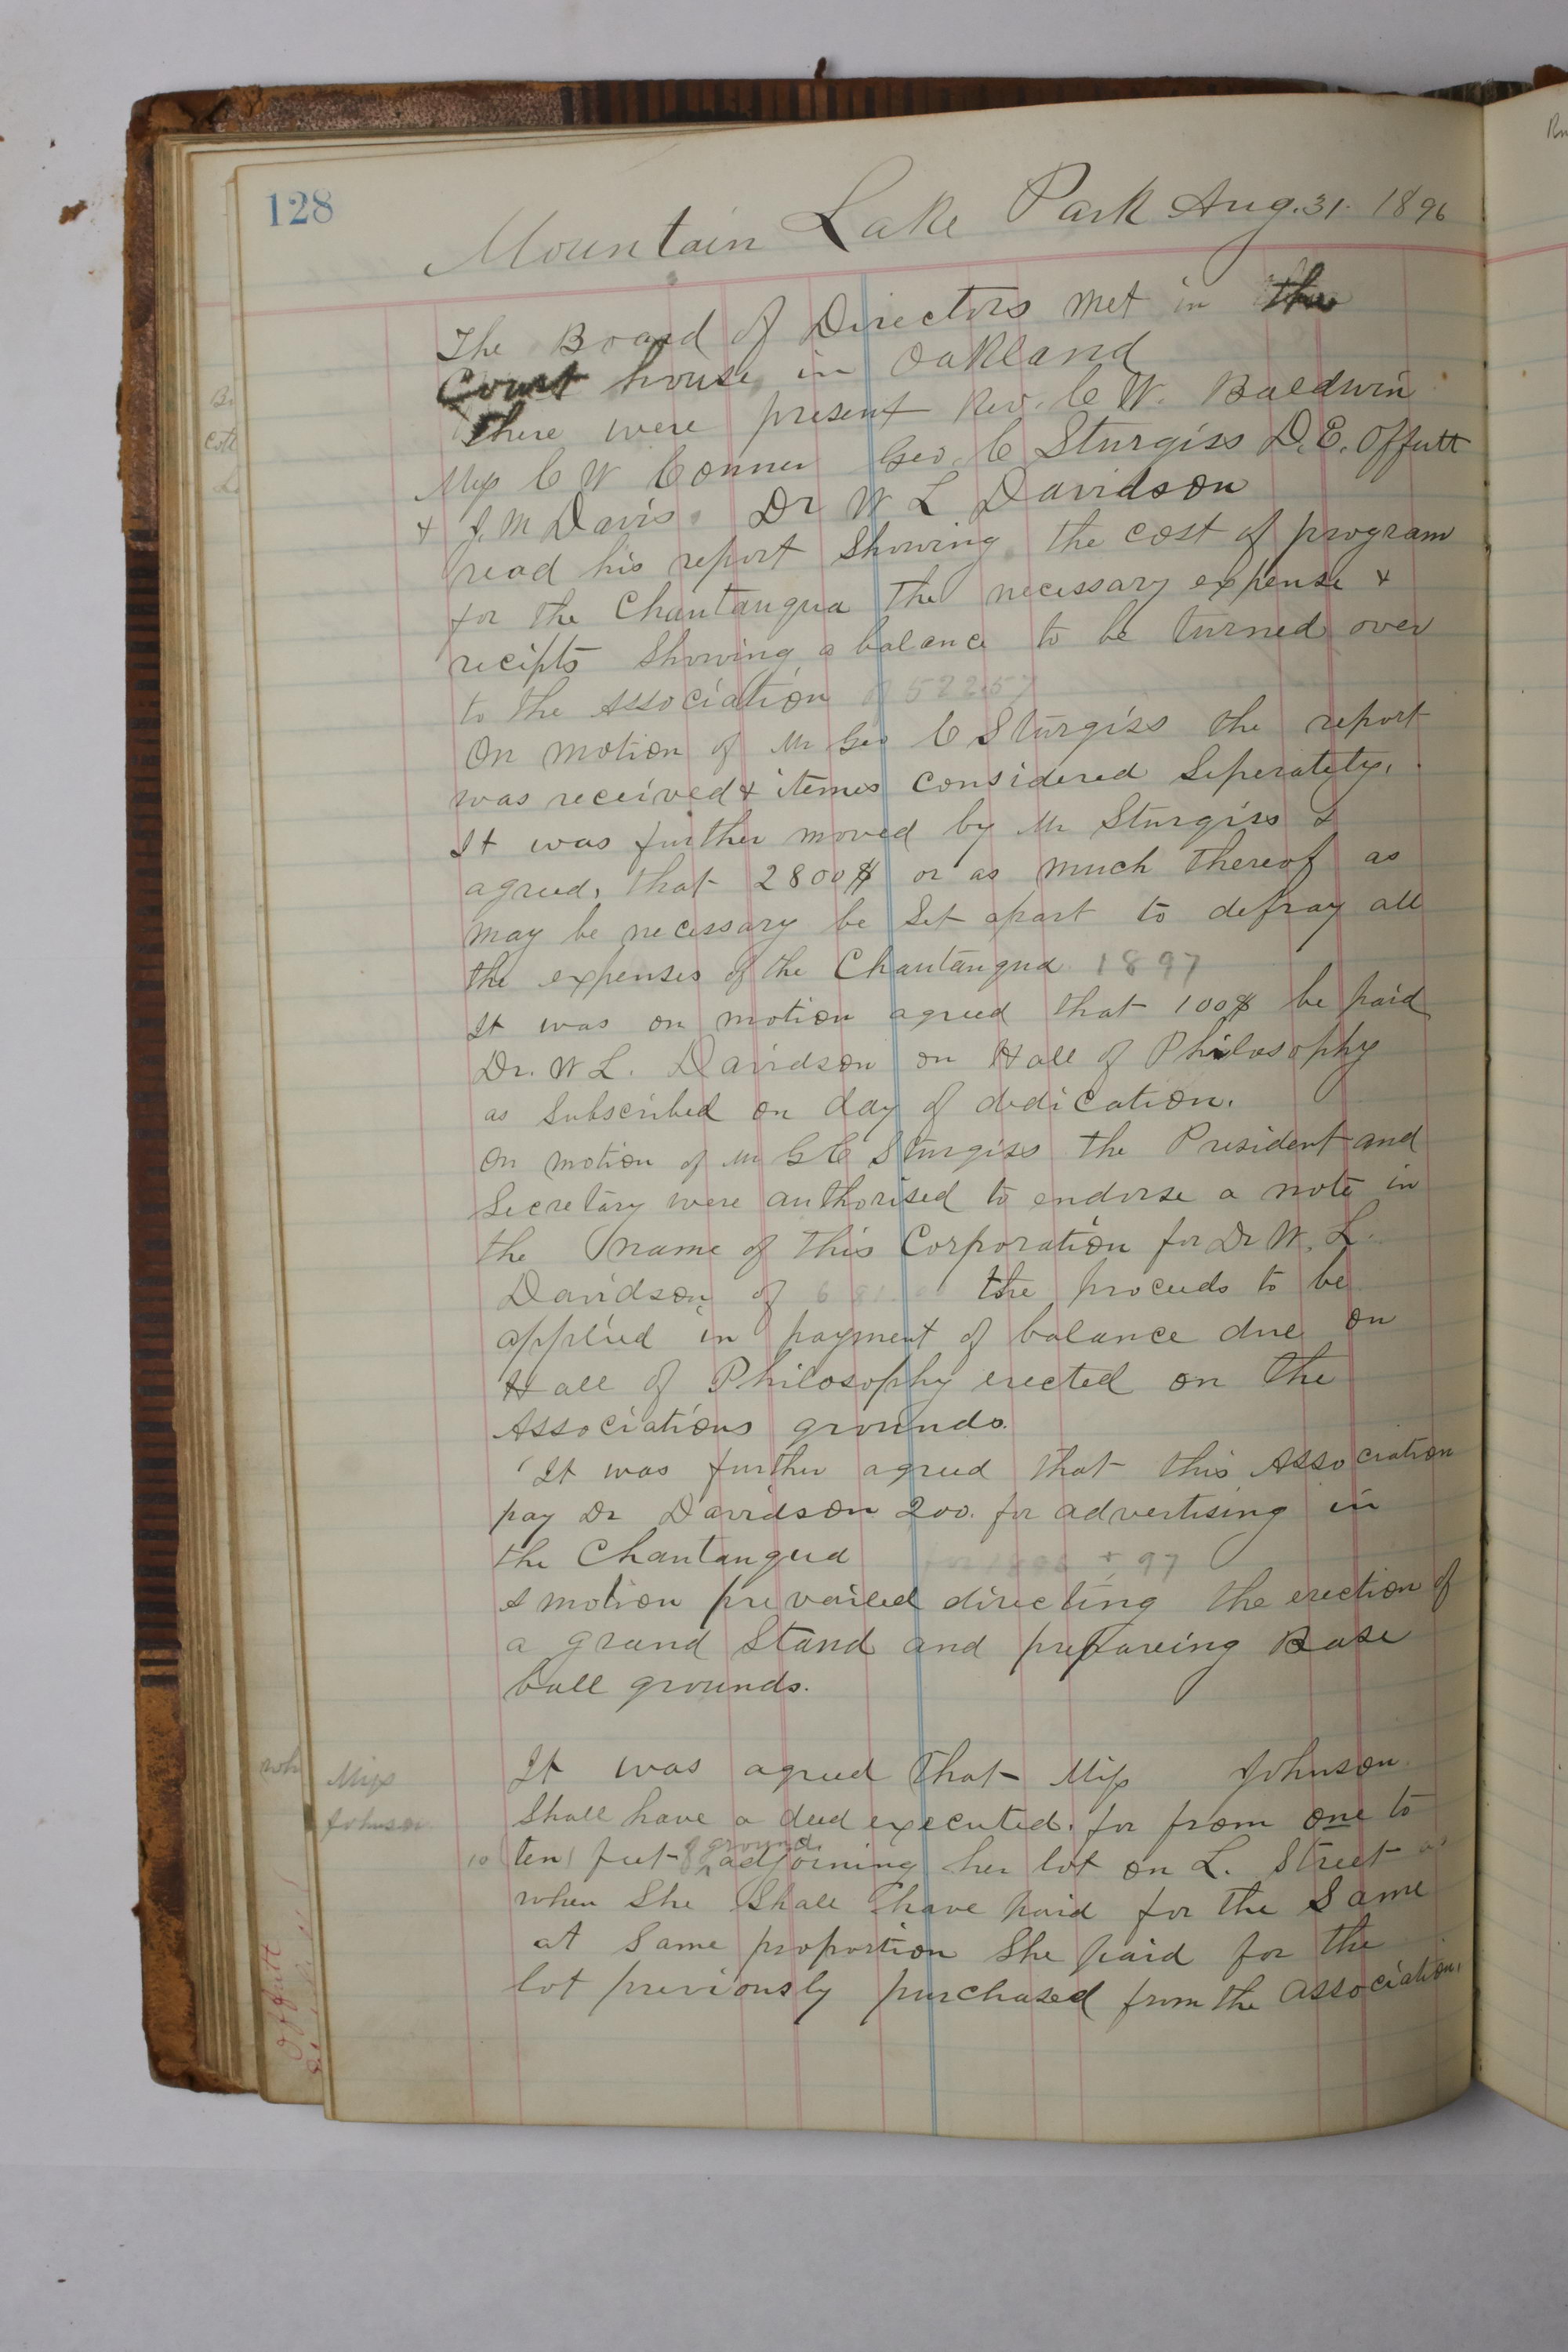 128
Mountain Lake Park Aug. 31. 1896
The Board of Directors met in the
Court house in Oakland
There were present Rev. C W. Baldwin
Miss C W Conner Geo. C Sturgiss D. E. Offutt
+ J. M Davis. Dr W L Davidson
read his report Showing the cost of program
for the Chautauqua the necessary expense +
recipts Showing a balance to be turned over
to the Association of 522.57
On motion of Mr Geo C Sturgiss the report
was received + items considered Seperately.
It was further moved by Mr Sturgiss &
agreed, that 2800$ or as much thereof as
may be necessary be Set apart to defray all
the expenses of the Chautauqua 1897
It was on motion agreed that 100$ be paid
Dr. W L. Davidson on Hall of Philosophy
as Subscribed on day of dedication.
On motion of Mr G C Sturgiss the President and
Secretary were authorised to endorse a note in
the name of this Corporation for Dr W. L.
Davidson of the proceeds to be
applied in payment of balance due on
Hall of Philosophy erected on the
Associations grounds.
It was further agreed that this Association
pay Dr Davidson 200. for advertising in
the Chautauqua + 97
A motion prevailed directing the erection of
a grand Stand and prepareing Base
ball grounds.
Miss
Johnson
It was agreed that Miss Johnson
Shall have a deed executed. for from one to
10 ten feet of ground adjoining her lot on L. Street
when She Shall have paid for the Same
at Same proportion She paid for the
lot previously purchased from the association.
Offutt